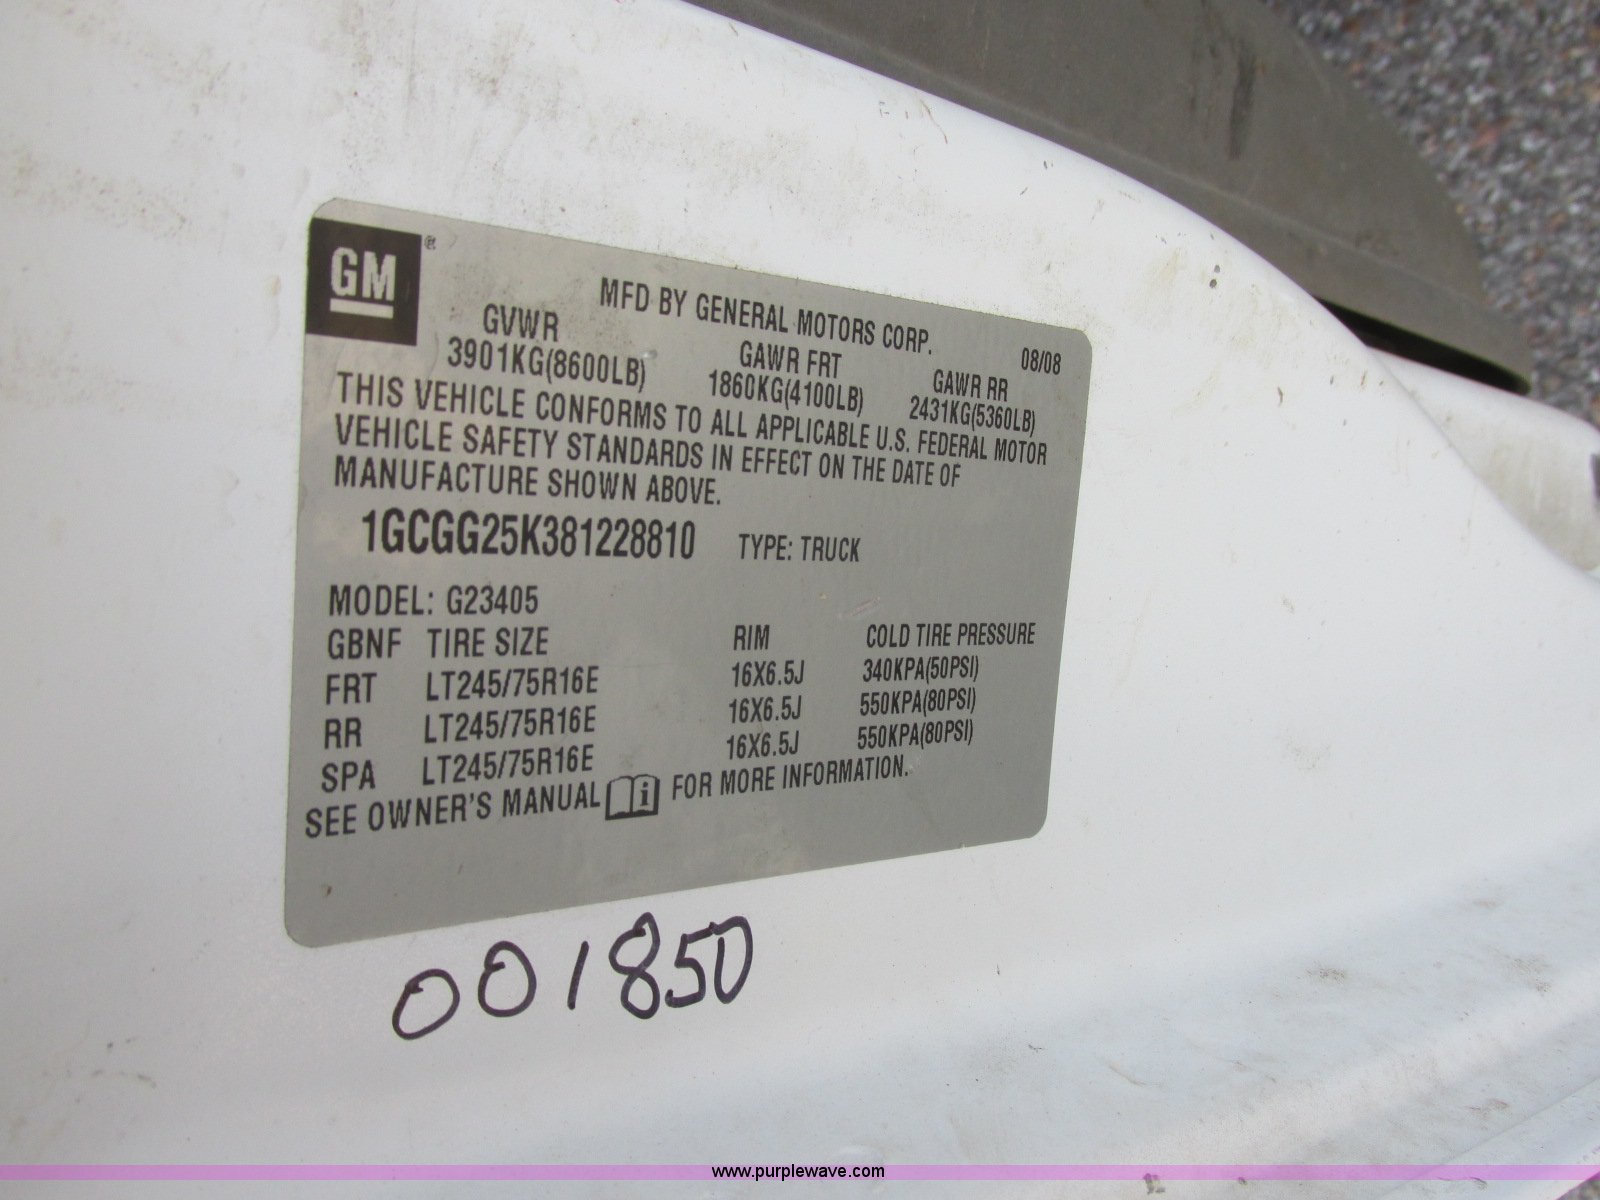 GM®
MFD BY GENERAL MOTORS CORP. 08/08
GVWR GAWR FRT GAWR RR
3901KG(8600LB) 1860KG(4100LB) 2431KG(5360LB)
THIS VEHICLE CONFORMS TO ALL APPLICABLE U.S. FEDERAL MOTOR
VEHICLE SAFETY STANDARDS IN EFFECT ON THE DATE OF
MANUFACTURE SHOWN ABOVE.
1GCGG25K381228810 TYPE: TRUCK
MODEL: G23405
GBNF TIRE SIZE RIM COLD TIRE PRESSURE
FRT LT245/75R16E 16X6.5J 340KPA(50PSI)
RR LT245/75R16E 16X6.5J 550KPA(80PSI)
SPA LT245/75R16E 16X6.5J 550KPA(80PSI)
SEE OWNER'S MANUAL i FOR MORE INFORMATION.
001850
www.purplewave.com